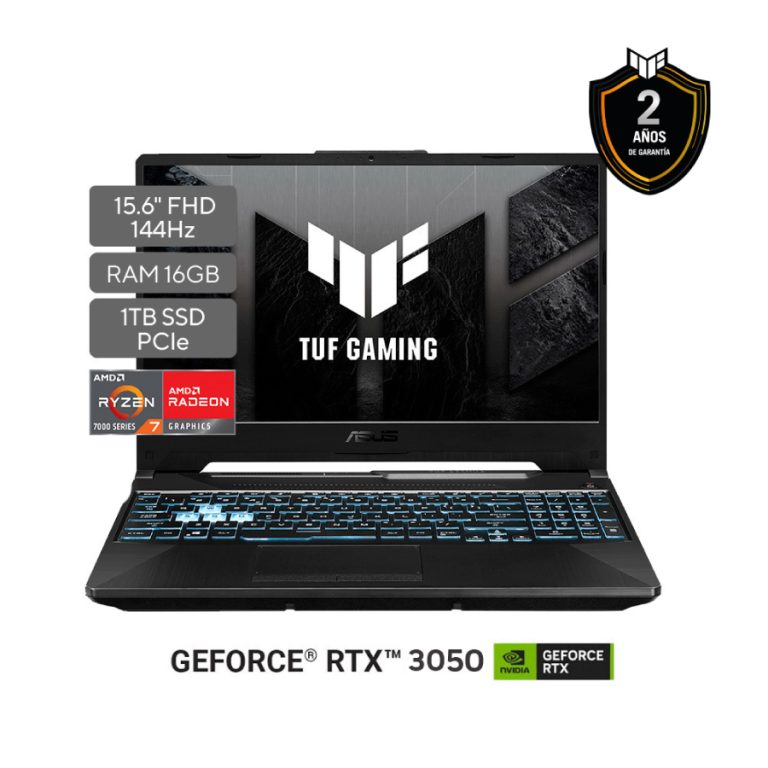 2
AÑOS
DE GARANTÍA
15.6" FHD
144Hz
RAM 16GB
1TB SSD
PCIe
AMD
RYZEN
7000 SERIES 7
AMD
RADEON
GRAPHICS
TUF GAMING
ASUS
GEFORCE® RTX™ 3050
NVIDIA
GEFORCE
RTX